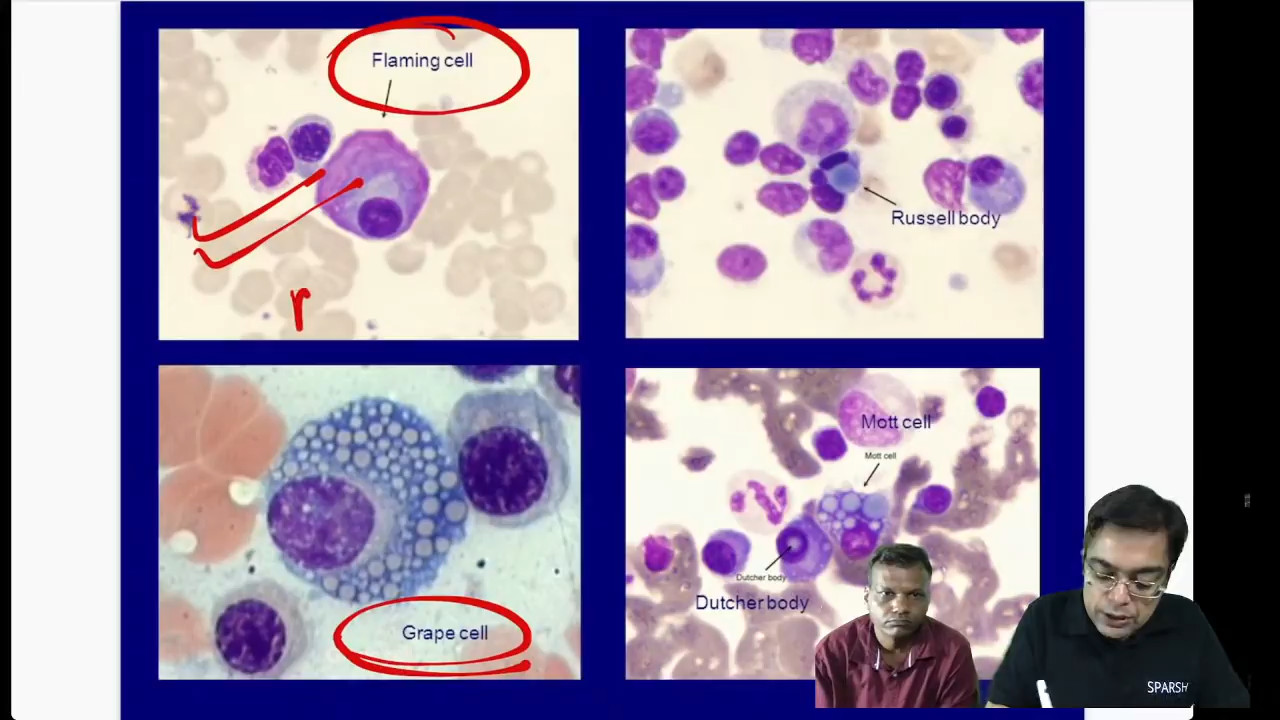 Flaming cell
Russell body
r
Grape cell
Mott cell
Mott cell
Dutcher body
Dutcher body
SPARSH